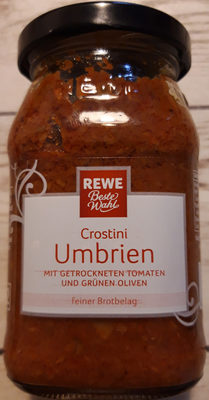 REWE
Beste
Wahl
Crostini
Umbrien
MIT GETROCKNETEN TOMATEN
UND GRÜNEN OLIVEN
feiner Brotbelag